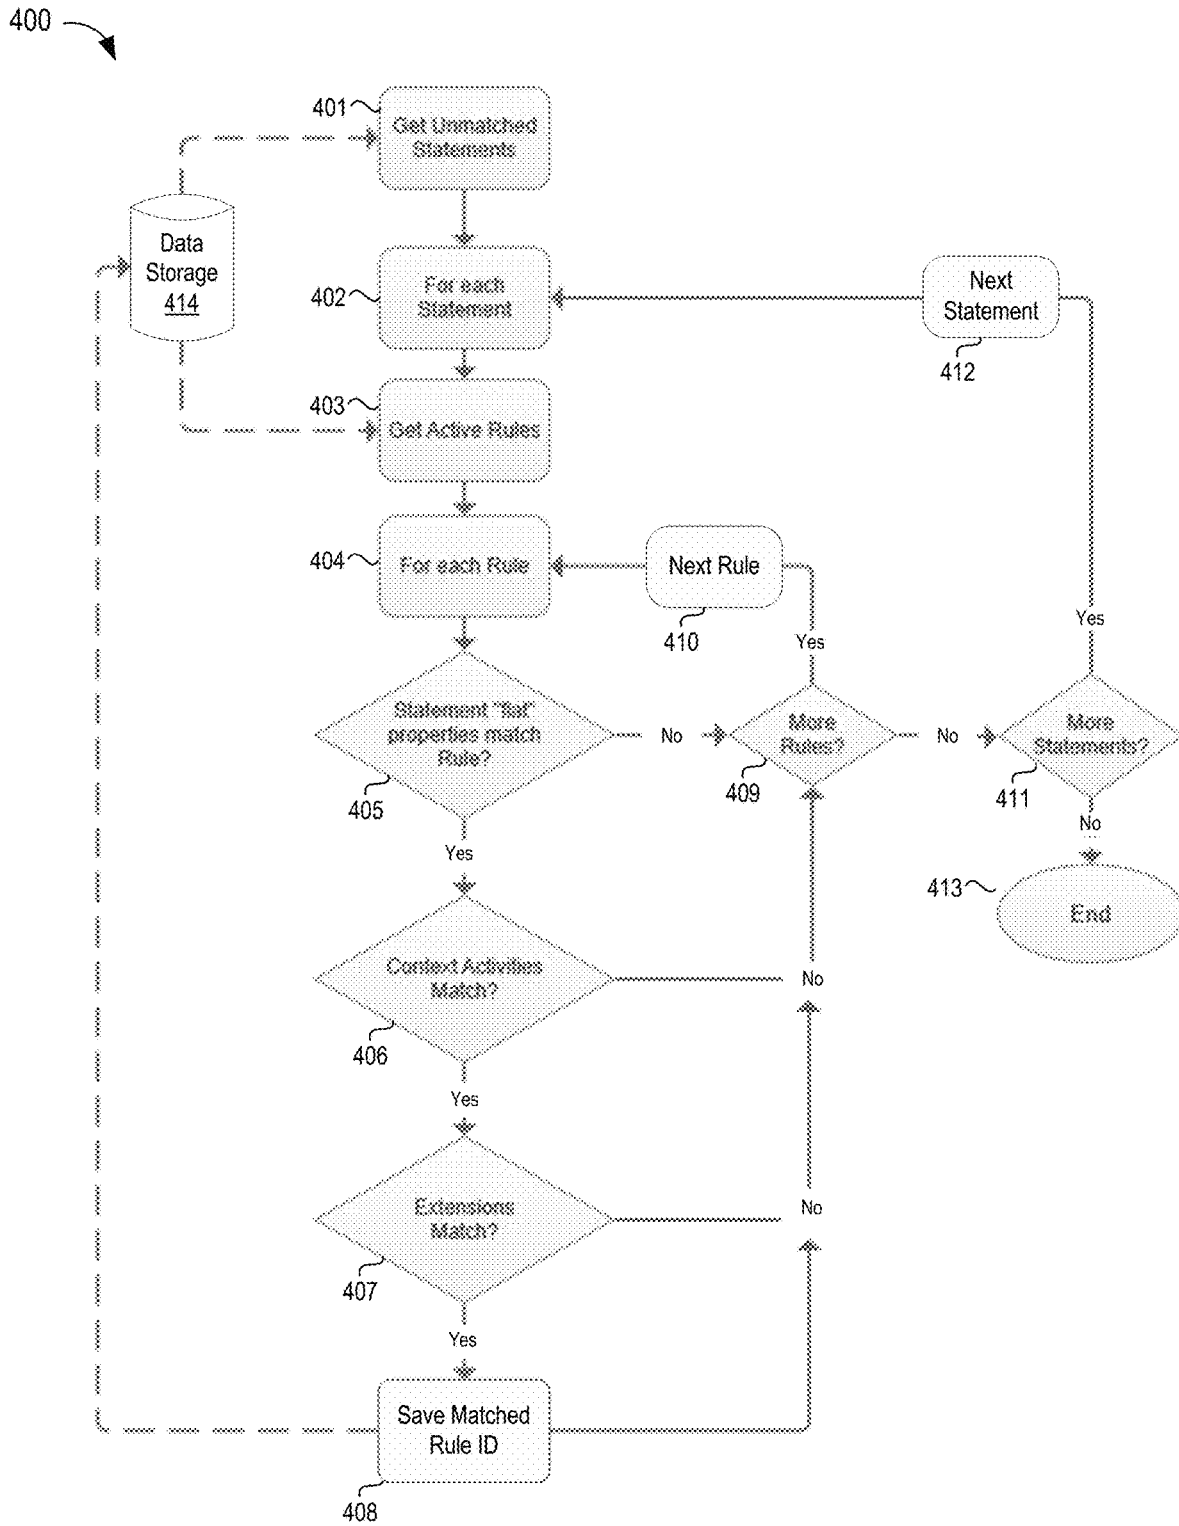 400
401
Get Unmatched
Statements
Data
Storage
414
402
For each
Statement
Next
Statement
412
403
Get Active Rules
404
For each Rule
Next Rule
410
Yes
Yes
Statement "flat"
properties match
Rule?
405
No
More
Rules?
409
No
More
Statements?
411
Yes
No
413
End
Context Activities
Match?
406
No
Yes
Extensions
Match?
407
No
Yes
Save Matched
Rule ID
408